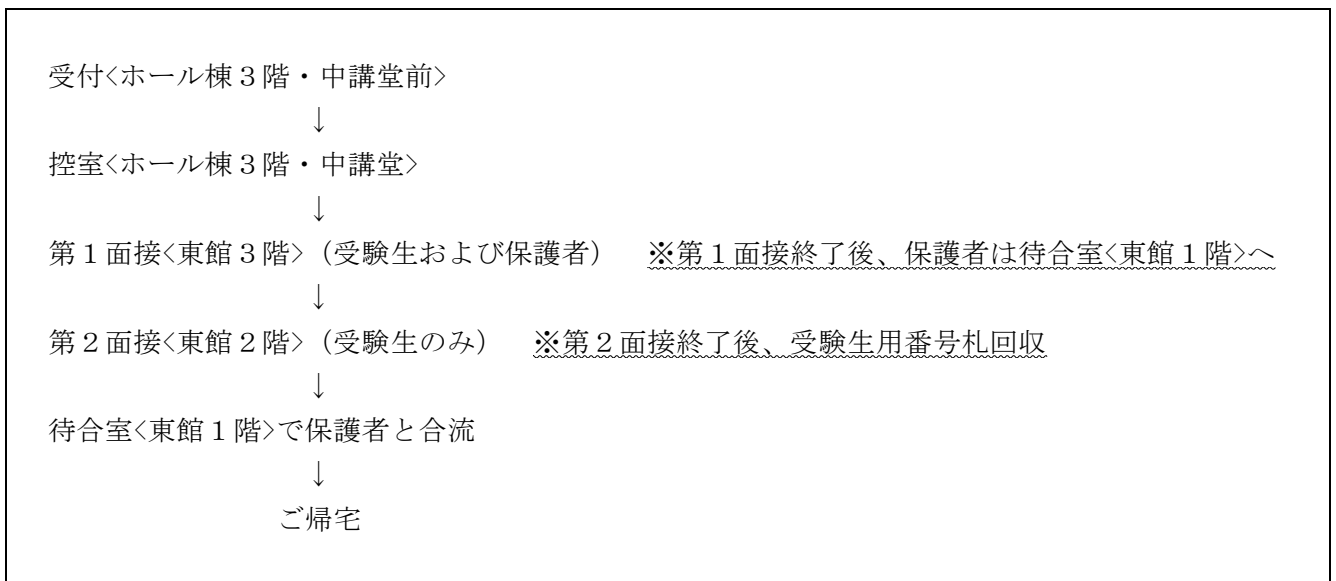 受付<ホール棟３階・中講堂前>
↓
控室<ホール棟３階・中講堂>
↓
第１面接<東館３階>（受験生および保護者）　※第１面接終了後、保護者は待合室<東館１階>へ
↓
第２面接<東館２階>（受験生のみ）　※第２面接終了後、受験生用番号札回収
↓
待合室<東館１階>で保護者と合流
↓
ご帰宅